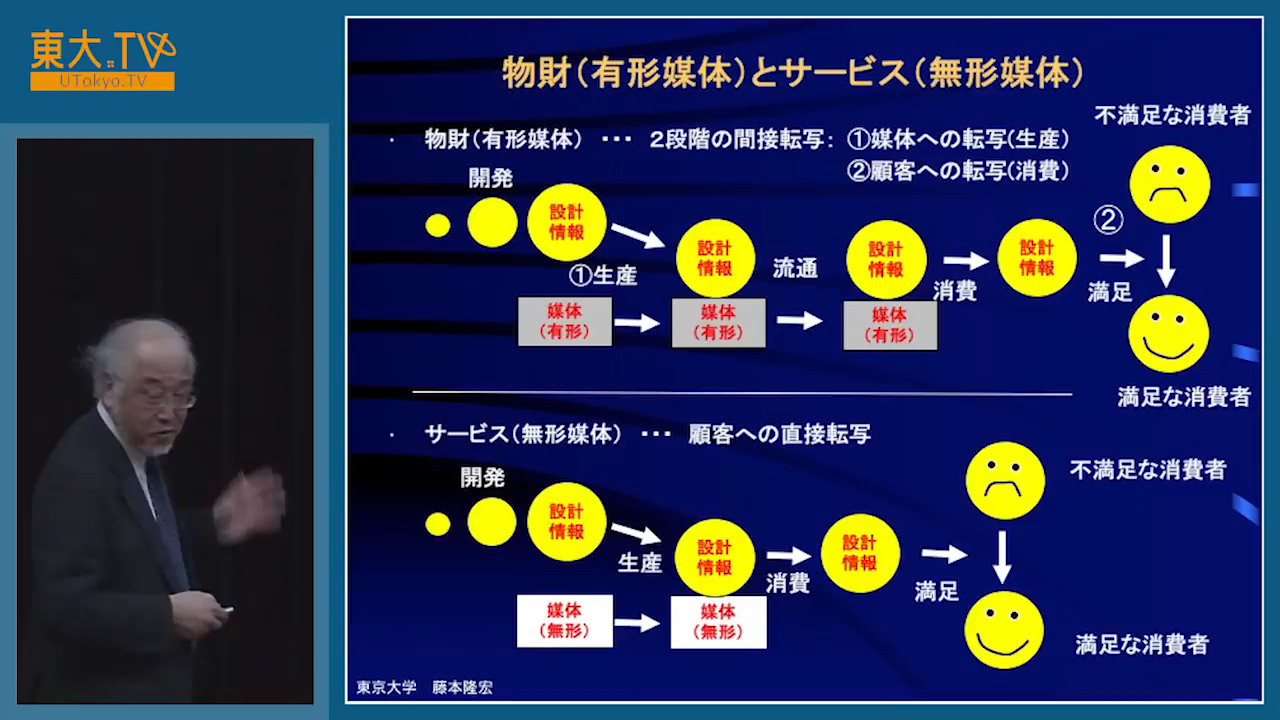 東大.TV
UTokyo.TV
物財(有形媒体)とサービス(無形媒体)
不満足な消費者
・ 物財(有形媒体) ・・・ 2段階の間接転写: ①媒体への転写(生産)
②顧客への転写(消費)
開発
設計
情報
①生産
設計
情報
流通
設計
情報
消費
設計
情報
②
満足
媒体
(有形)
媒体
(有形)
媒体
(有形)
満足な消費者
・ サービス(無形媒体) ・・・ 顧客への直接転写
開発
不満足な消費者
設計
情報
生産
設計
情報
消費
設計
情報
満足
媒体
(無形)
媒体
(無形)
満足な消費者
東京大学 藤本隆宏